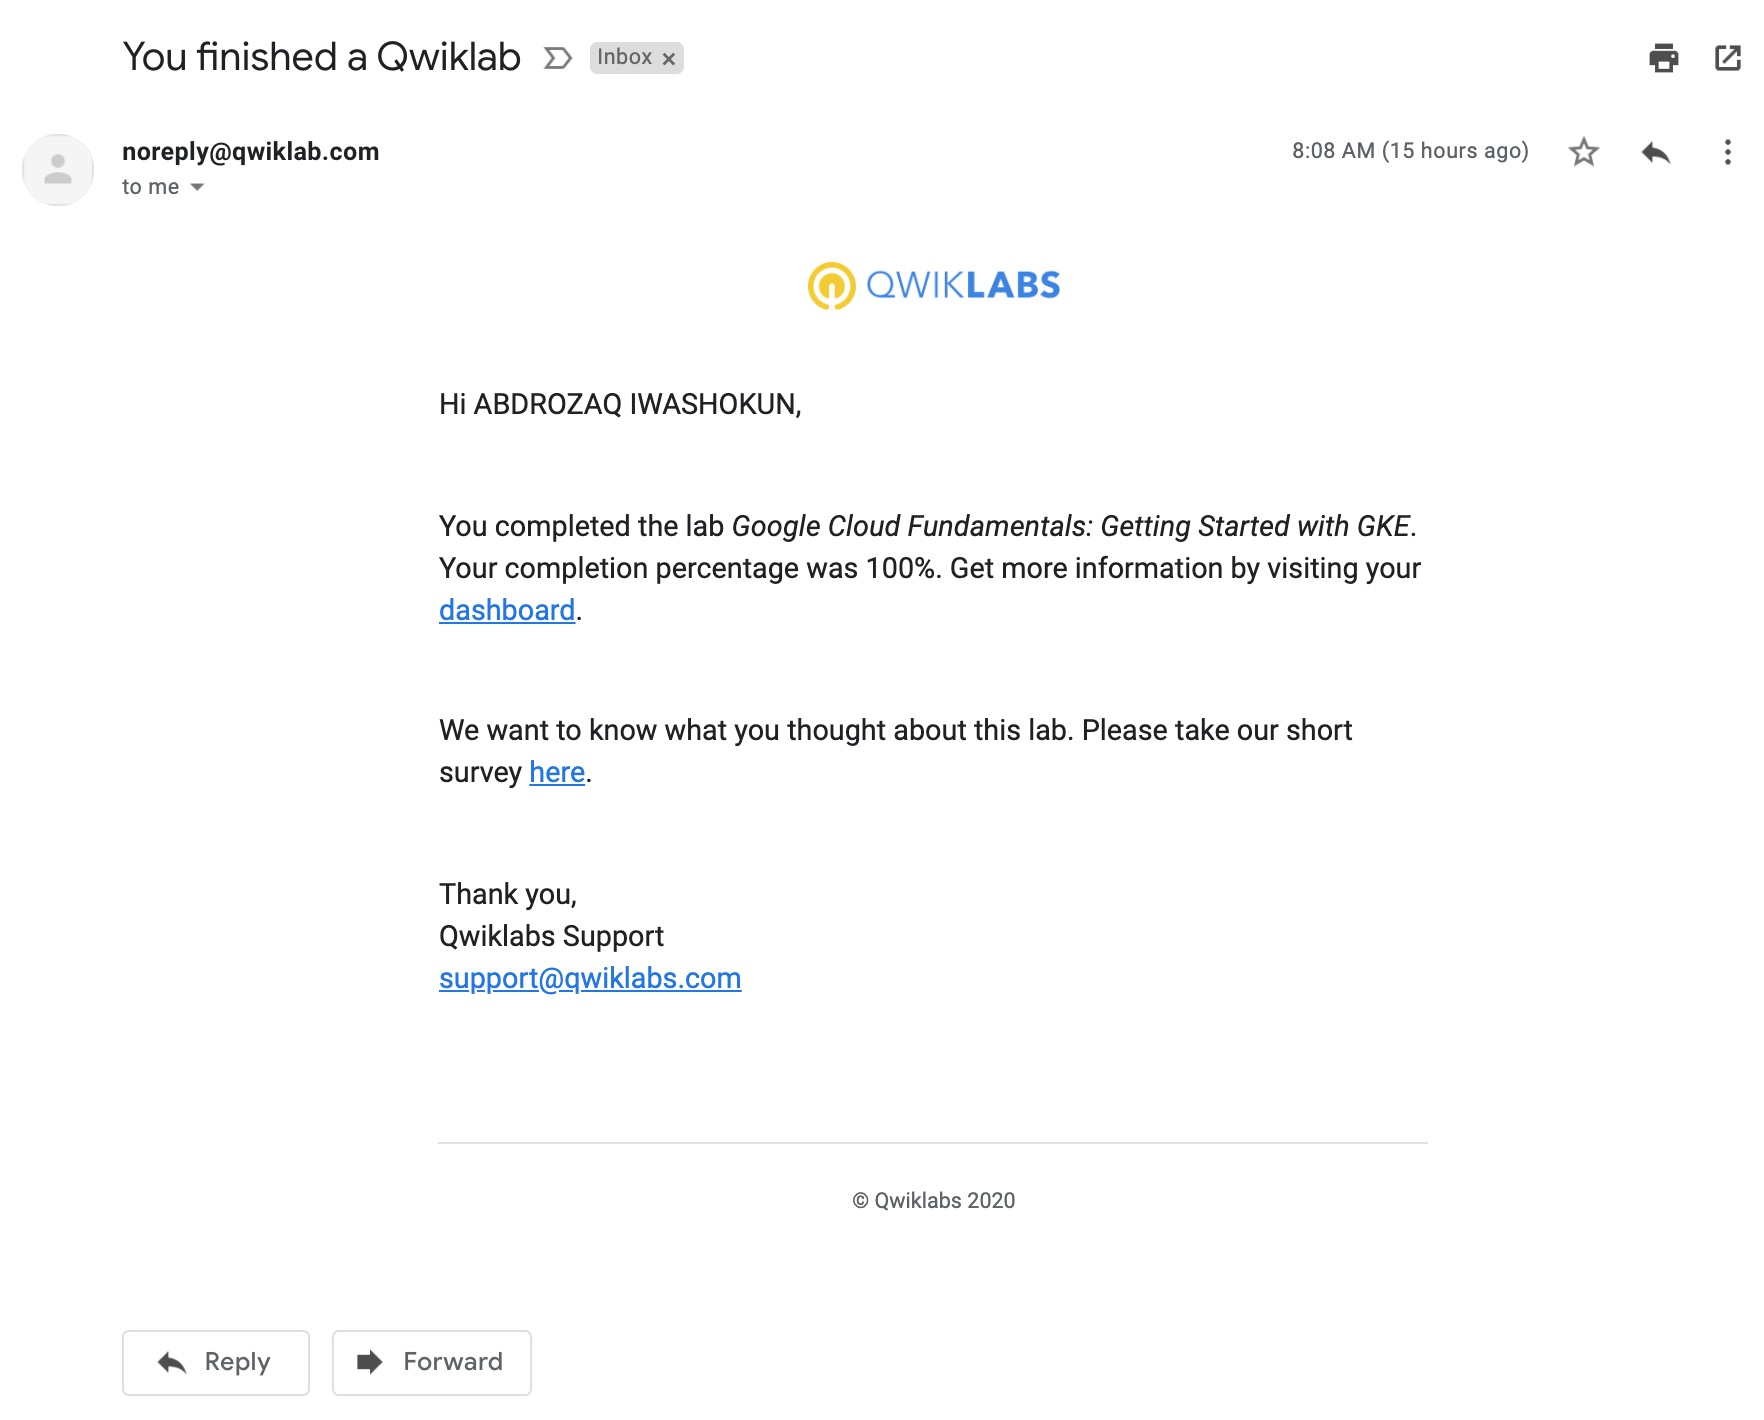 You finished a Qwiklab
Inbox x
noreply@qwiklab.com
8:08 AM (15 hours ago)
to me
QWIKLABS
Hi ABDROZAQ IWASHOKUN,
You completed the lab Google Cloud Fundamentals: Getting Started with GKE.
Your completion percentage was 100%. Get more information by visiting your
dashboard.
We want to know what you thought about this lab. Please take our short
survey here.
Thank you,
Qwiklabs Support
support@qwiklabs.com
© Qwiklabs 2020
Reply
Forward